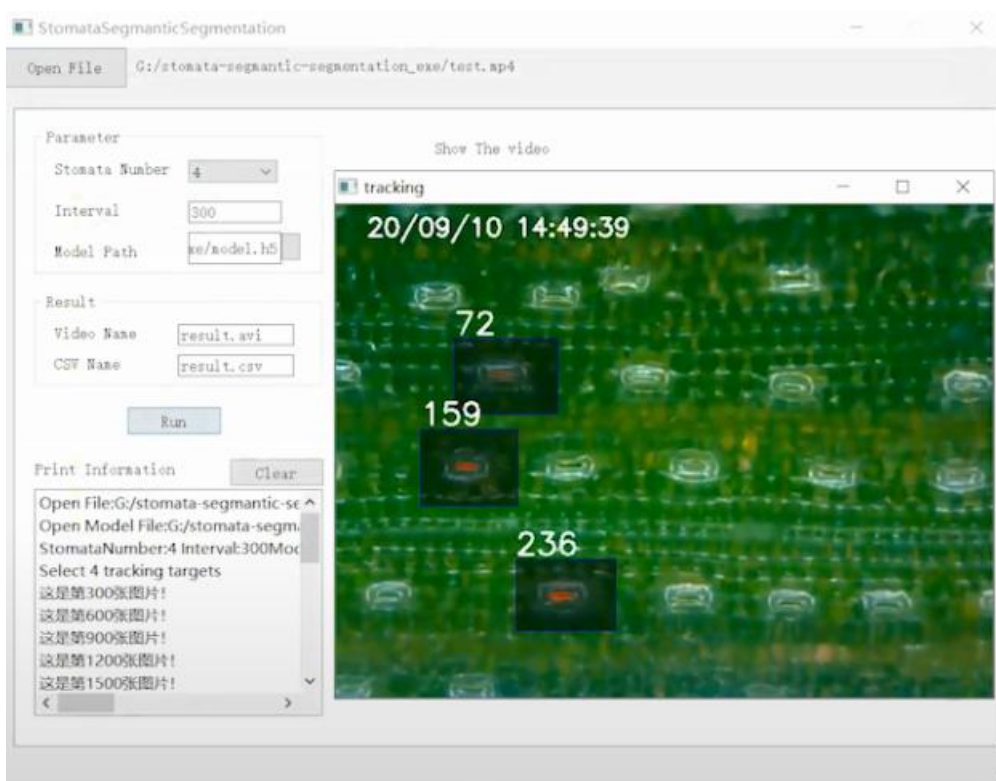 StomataSegmanticSegmentation
Open File
G:/stomata-segmantic-segmentation_exe/test.mp4
Parameter
Stomata Number
4
Interval
300
Model Path
xe/model.h5
Result
Video Name
result.avi
CSV Name
result.csv
Run
Print Information
Clear
Open File:G:/stomata-segmantic-se
Open Model File:G:/stomata-segm
StomataNumber:4 Interval:300Moc
Select 4 tracking targets
这是第300张图片!
这是第600张图片!
这是第900张图片!
这是第1200张图片!
这是第1500张图片!
Show The video
tracking
20/09/10 14:49:39
72
159
236